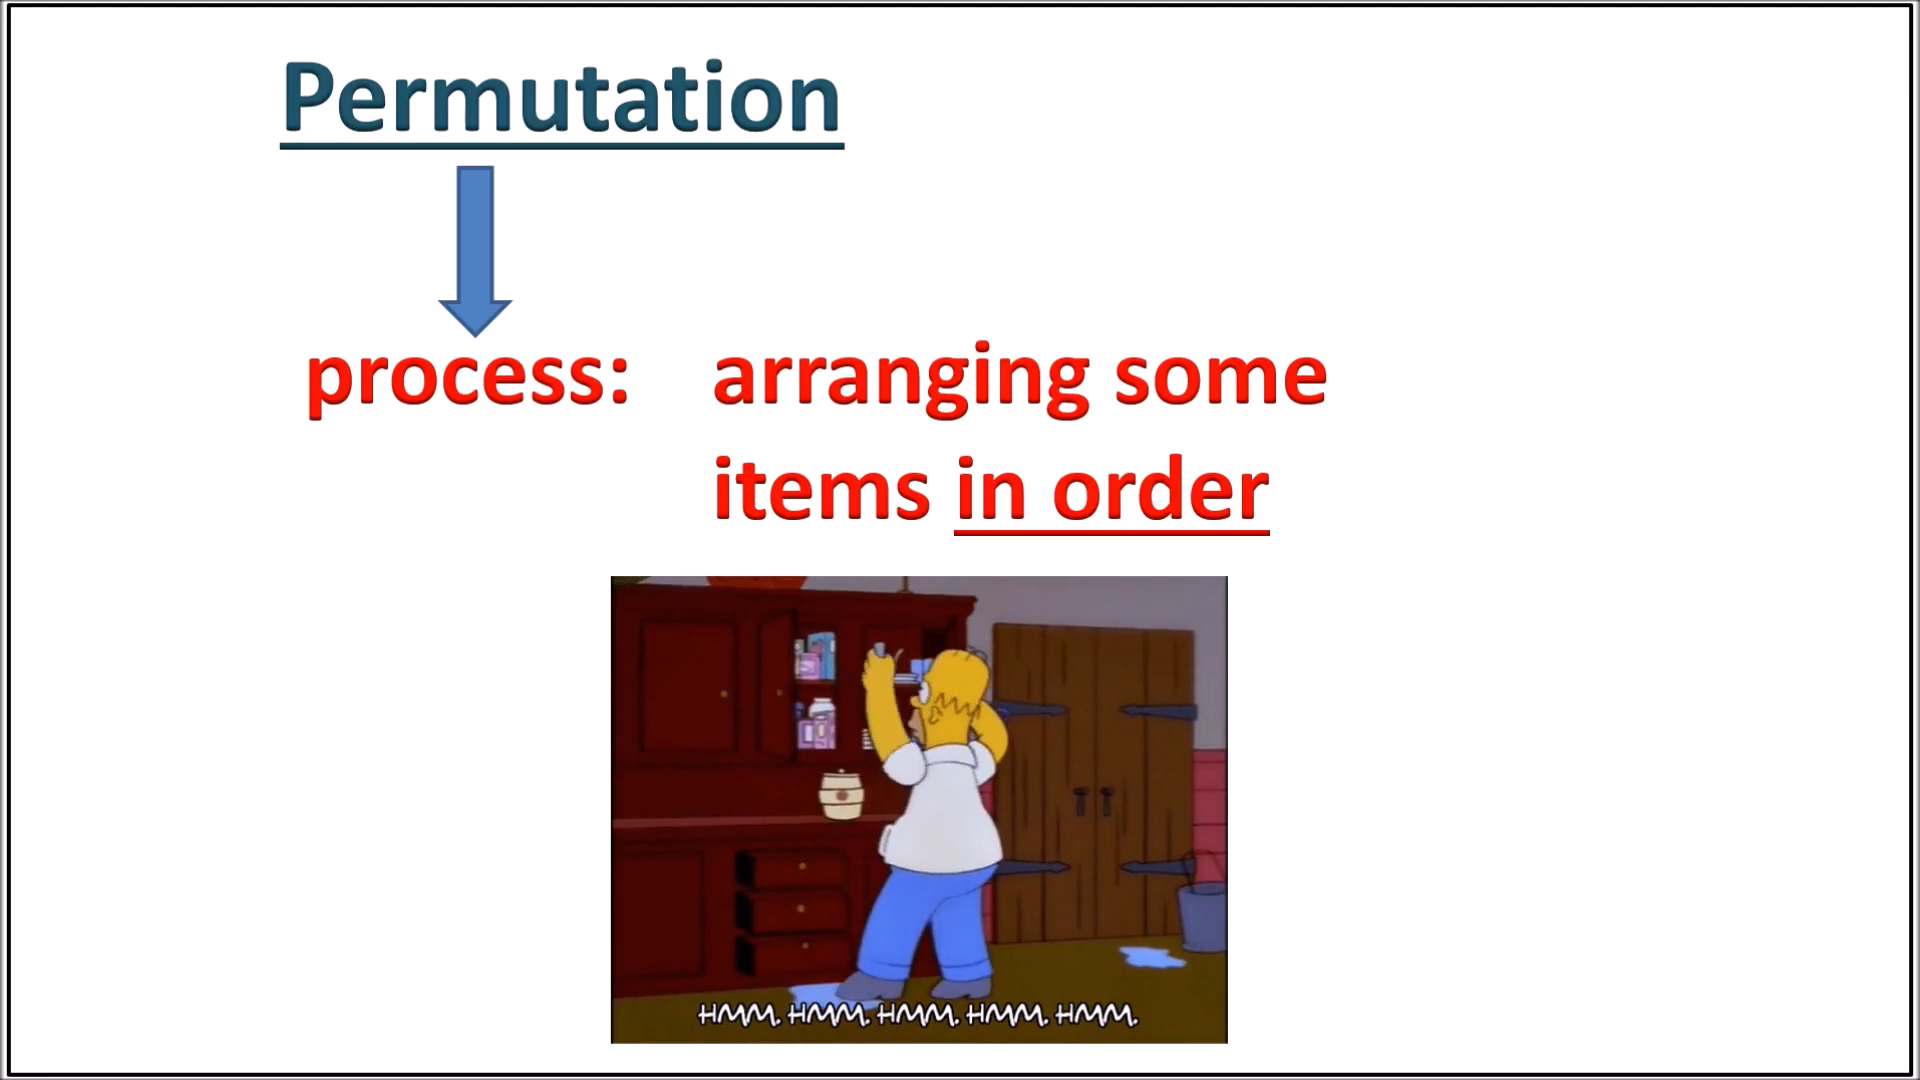 Permutation
process: arranging some
items in order
HMM. HMM. HMM. HMM. HMM.